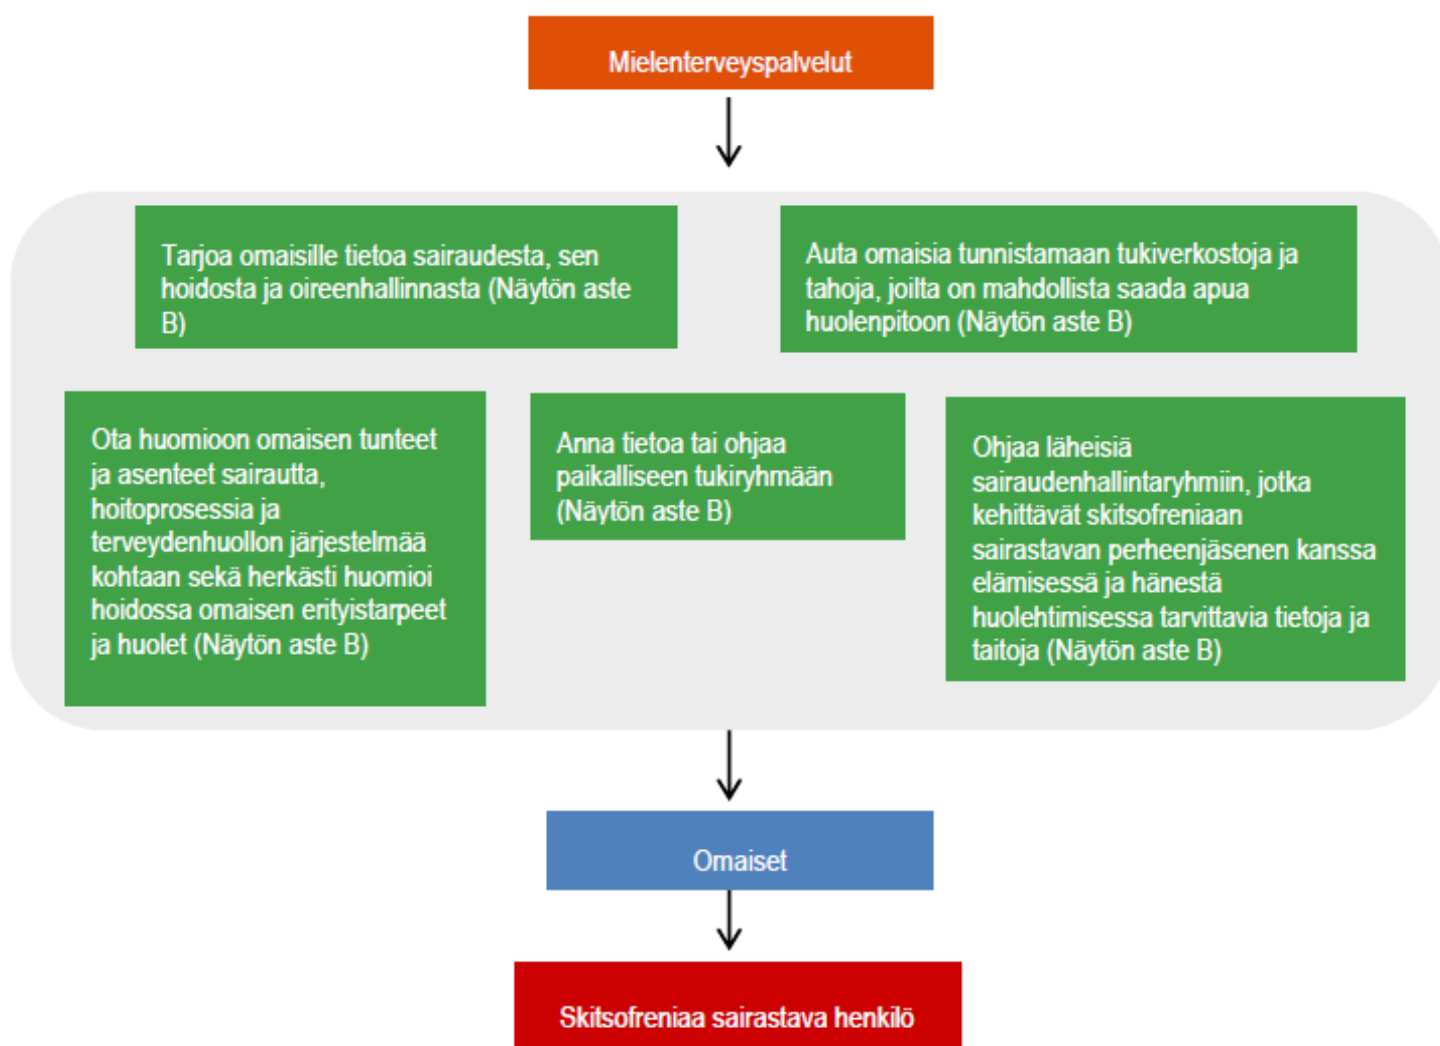 Mielenterveyspalvelut
Tarjoa omaisille tietoa sairaudesta, sen
hoidosta ja oireenhallinnasta (Näytön aste
B)
Auta omaisia tunnistamaan tukiverkostoja ja
tahoja, joilta on mahdollista saada apua
huolenpitoon (Näytön aste B)
Ota huomioon omaisen tunteet
ja asenteet sairautta,
hoitoprosessia ja
terveydenhuollon järjestelmää
kohtaan sekä herkästi huomioi
hoidossa omaisen erityistarpeet
ja huolet (Näytön aste B)
Anna tietoa tai ohjaa
paikalliseen tukiryhmään
(Näytön aste B)
Ohjaa läheisiä
sairaudenhallintaryhmiin, jotka
kehittävät skitsofreniaan
sairastavan perheenjäsenen kanssa
elämisessä ja hänestä
huolehtimisessa tarvittavia tietoja ja
taitoja (Näytön aste B)
Omaiset
Skitsofreniaa sairastava henkilö